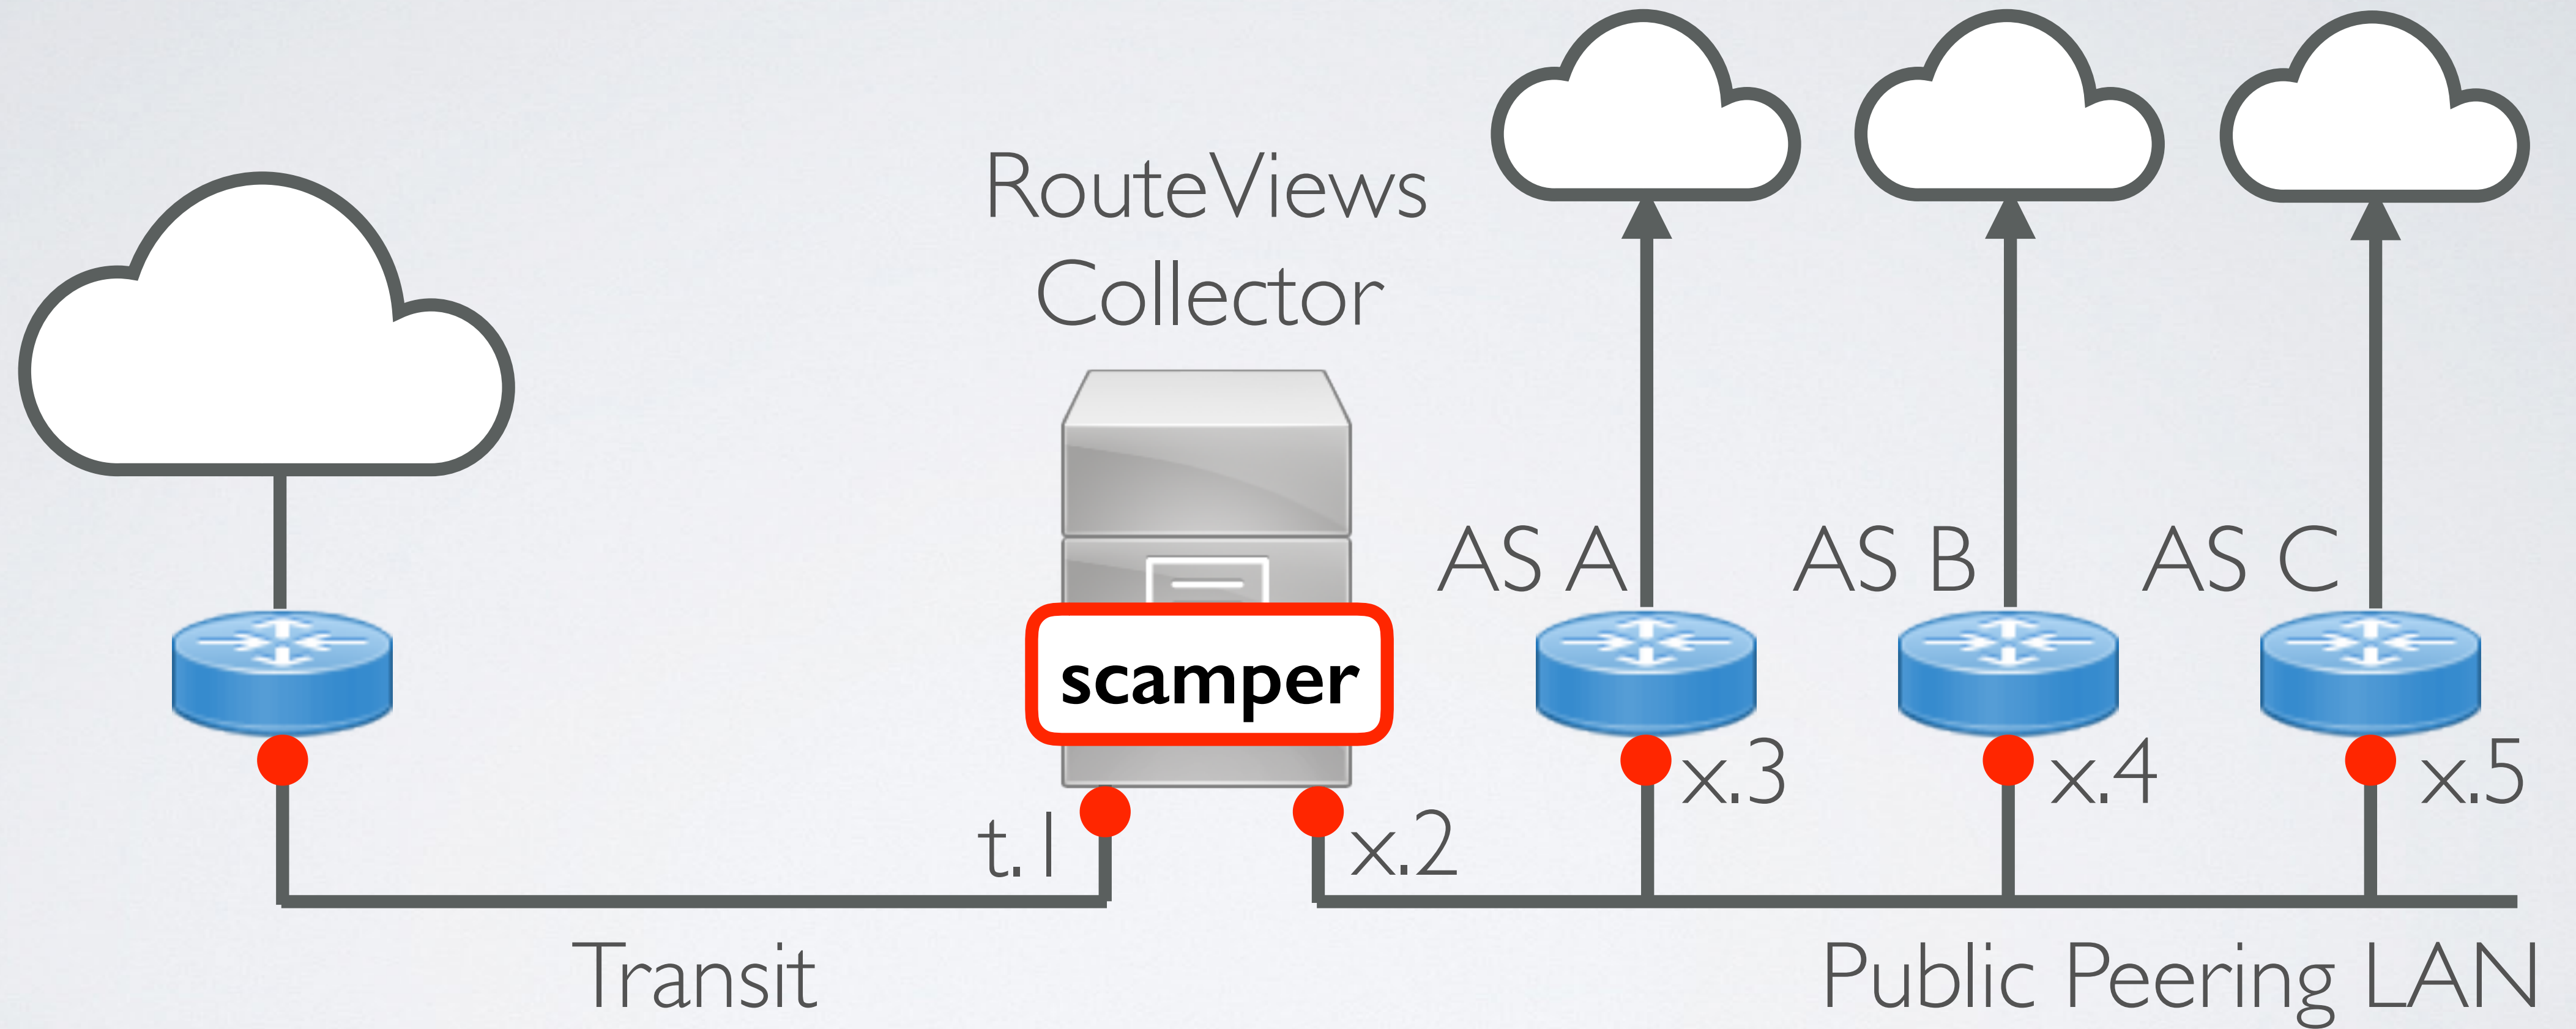 RouteViews
Collector
AS A
AS B
AS C
scamper
x.3
x.4
x.5
t.1
x.2
Transit
Public Peering LAN